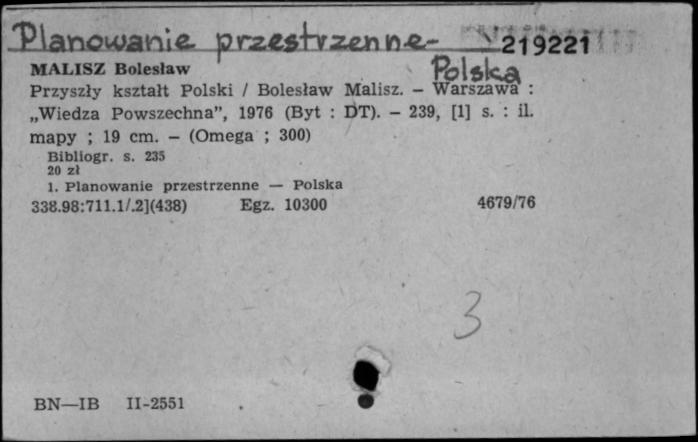 Planowanie przestrzenne- 219221
Polska
MALISZ Bolesław
Przyszły kształt Polski / Bolesław Malisz. — Warszawa :
„Wiedza Powszechna”, 1976 (Byt : DT). — 239, [1] s. : il.
mapy ; 19 cm. — (Omega ; 300)
Bibliogr. s. 235
20 zł
1. Planowanie przestrzenne — Polska
338.98:711.1/.2](438) Egz. 10300 4679/76
3
BN—IB II-2551